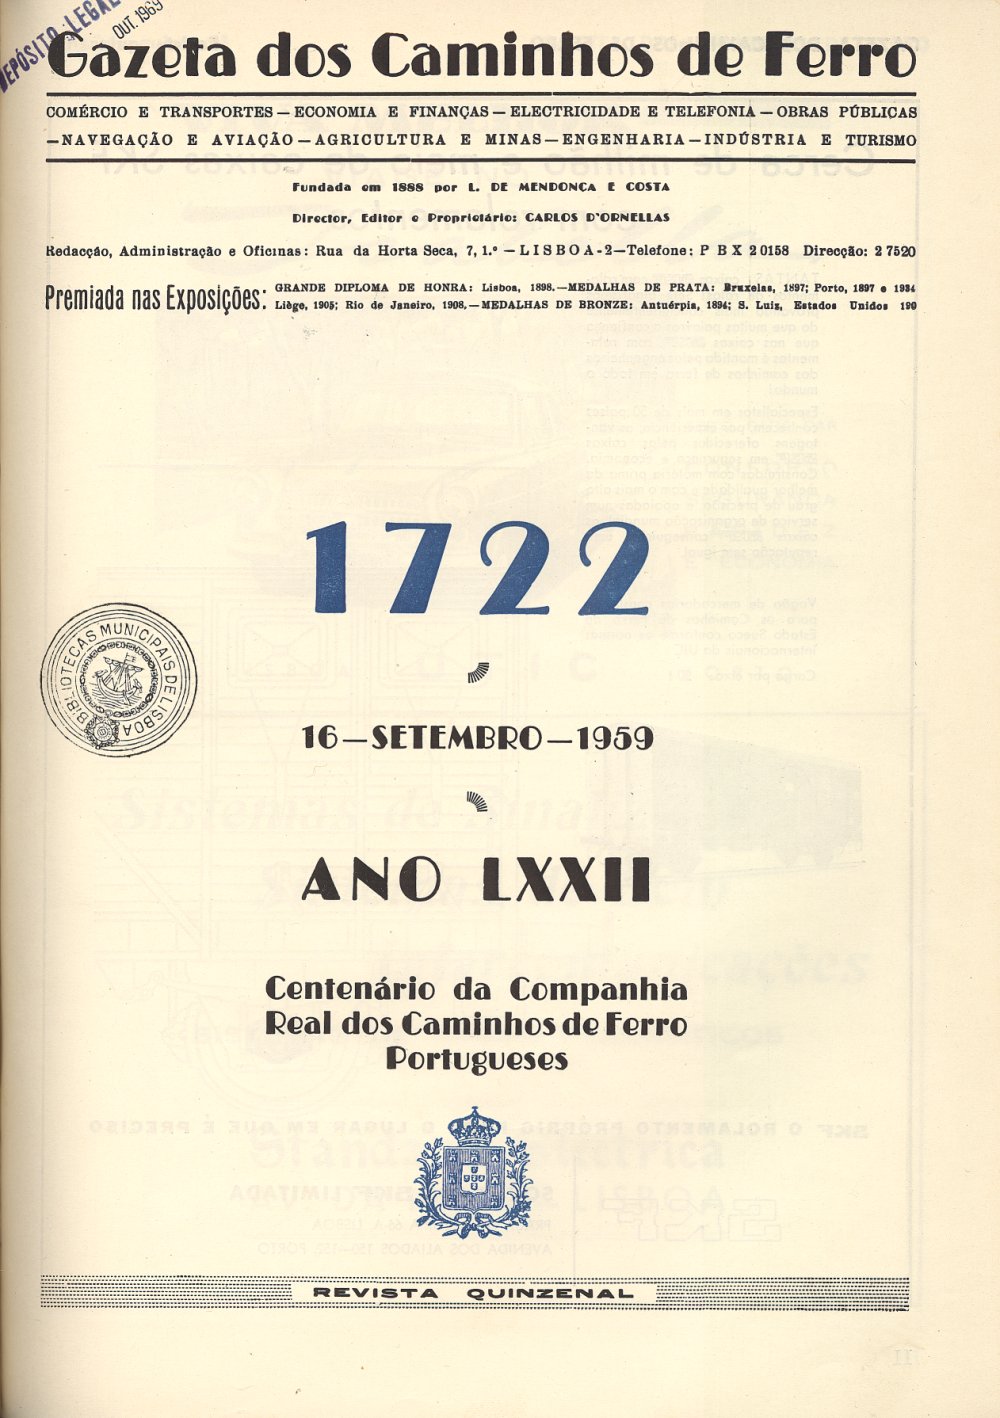 DEPÓSITO LEGAL
OUT. 1969
Gazeta dos Caminhos de Ferro
COMÉRCIO E TRANSPORTES — ECONOMIA E FINANÇAS — ELECTRICIDADE E TELEFONIA — OBRAS PÚBLICAS
— NAVEGAÇÃO E AVIAÇÃO — AGRICULTURA E MINAS — ENGENHARIA — INDÚSTRIA E TURISMO
Fundada em 1888 por L. DE MENDONÇA E COSTA
Director, Editor e Proprietário: CARLOS D'ORNELLAS
Redacção, Administração e Oficinas: Rua da Horta Seca, 7, 1.º — LISBOA-2 — Telefone: P B X 2 0158 Direcção: 2 7520
Premiada nas Exposições:
GRANDE DIPLOMA DE HONRA: Lisboa, 1898. — MEDALHAS DE PRATA: Bruxelas, 1897; Porto, 1897 e 1934
Liège, 1905; Rio de Janeiro, 1908. — MEDALHAS DE BRONZE: Antuérpia, 1894; S. Luiz, Estados Unidos 190
1722
BIBLIOTECAS MUNICIPAIS DE LISBOA
16 — SETEMBRO — 1959
ANO LXXII
Centenário da Companhia
Real dos Caminhos de Ferro
Portugueses
REVISTA QUINZENAL